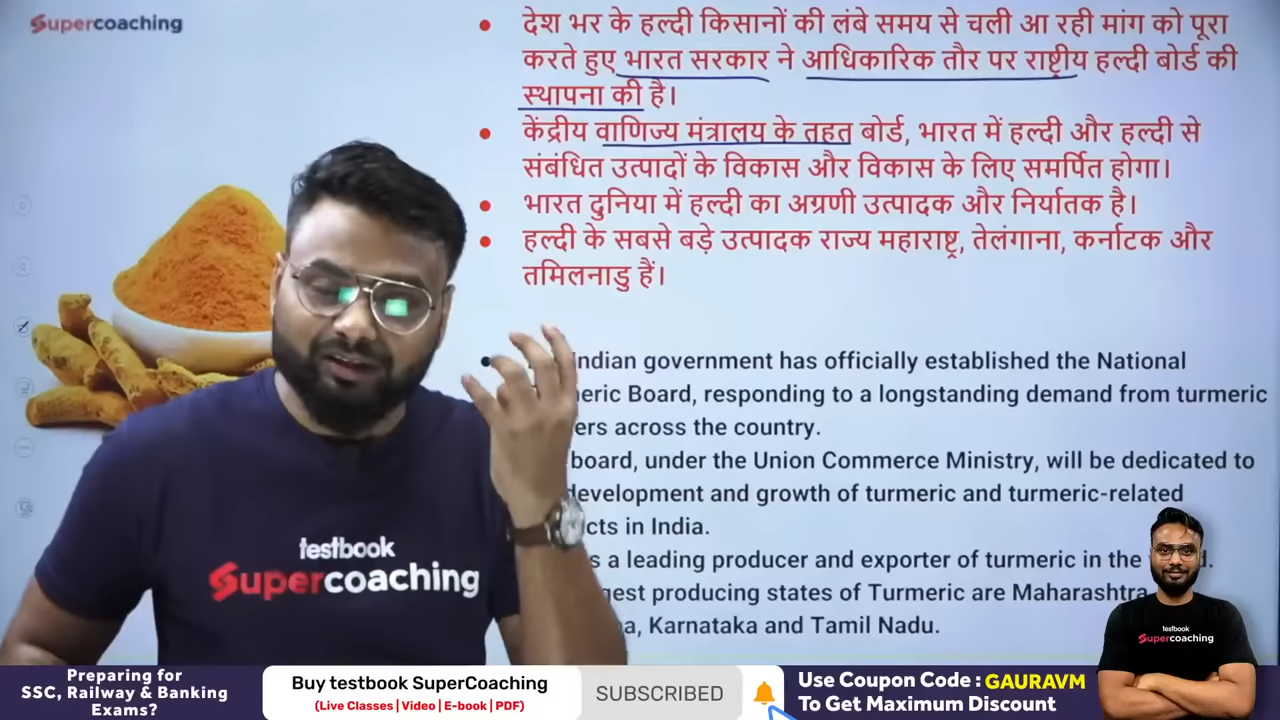 Supercoaching
देश भर के हल्दी किसानों की लंबे समय से चली आ रही मांग को पूरा
करते हुए भारत सरकार ने आधिकारिक तौर पर राष्ट्रीय हल्दी बोर्ड की
स्थापना की है।
केंद्रीय वाणिज्य मंत्रालय के तहत बोर्ड, भारत में हल्दी और हल्दी से
संबंधित उत्पादों के विकास और विकास के लिए समर्पित होगा।
भारत दुनिया में हल्दी का अग्रणी उत्पादक और निर्यातक है।
हल्दी के सबसे बड़े उत्पादक राज्य महाराष्ट्र, तेलंगाना, कर्नाटक और
तमिलनाडु हैं।
Indian government has officially established the National
Board, responding to a longstanding demand from turmeric
across the country.
board, under the Union Commerce Ministry, will be dedicated to
development and growth of turmeric and turmeric-related
in India.
a leading producer and exporter of turmeric in the
producing states of Turmeric are Maharashtra
Karnataka and Tamil Nadu.
testbook
Supercoaching
testbook
Supercoaching
Preparing for
SSC, Railway & Banking
Exams?
Buy testbook SuperCoaching
(Live Classes | Video | E-book | PDF)
SUBSCRIBED
Use Coupon Code : GAURAVM
To Get Maximum Discount